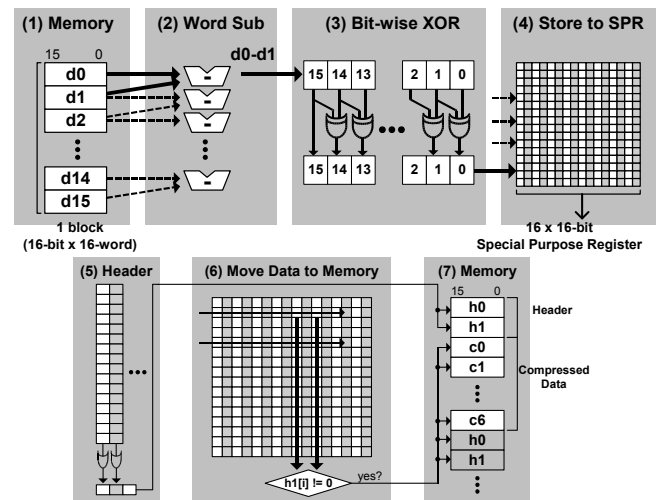 (1) Memory
(2) Word Sub
(3) Bit-wise XOR
(4) Store to SPR
15 0
d0
d1
d2
d14
d15
1 block
(16-bit x 16-word)
-
-
-
-
d0-d1
15 14 13
2 1 0
15 14 13
2 1 0
16 x 16-bit
Special Purpose Register
(5) Header
(6) Move Data to Memory
(7) Memory
h1[i] != 0
yes?
15 0
h0
h1
c0
c1
c6
h0
h1
Header
Compressed
Data